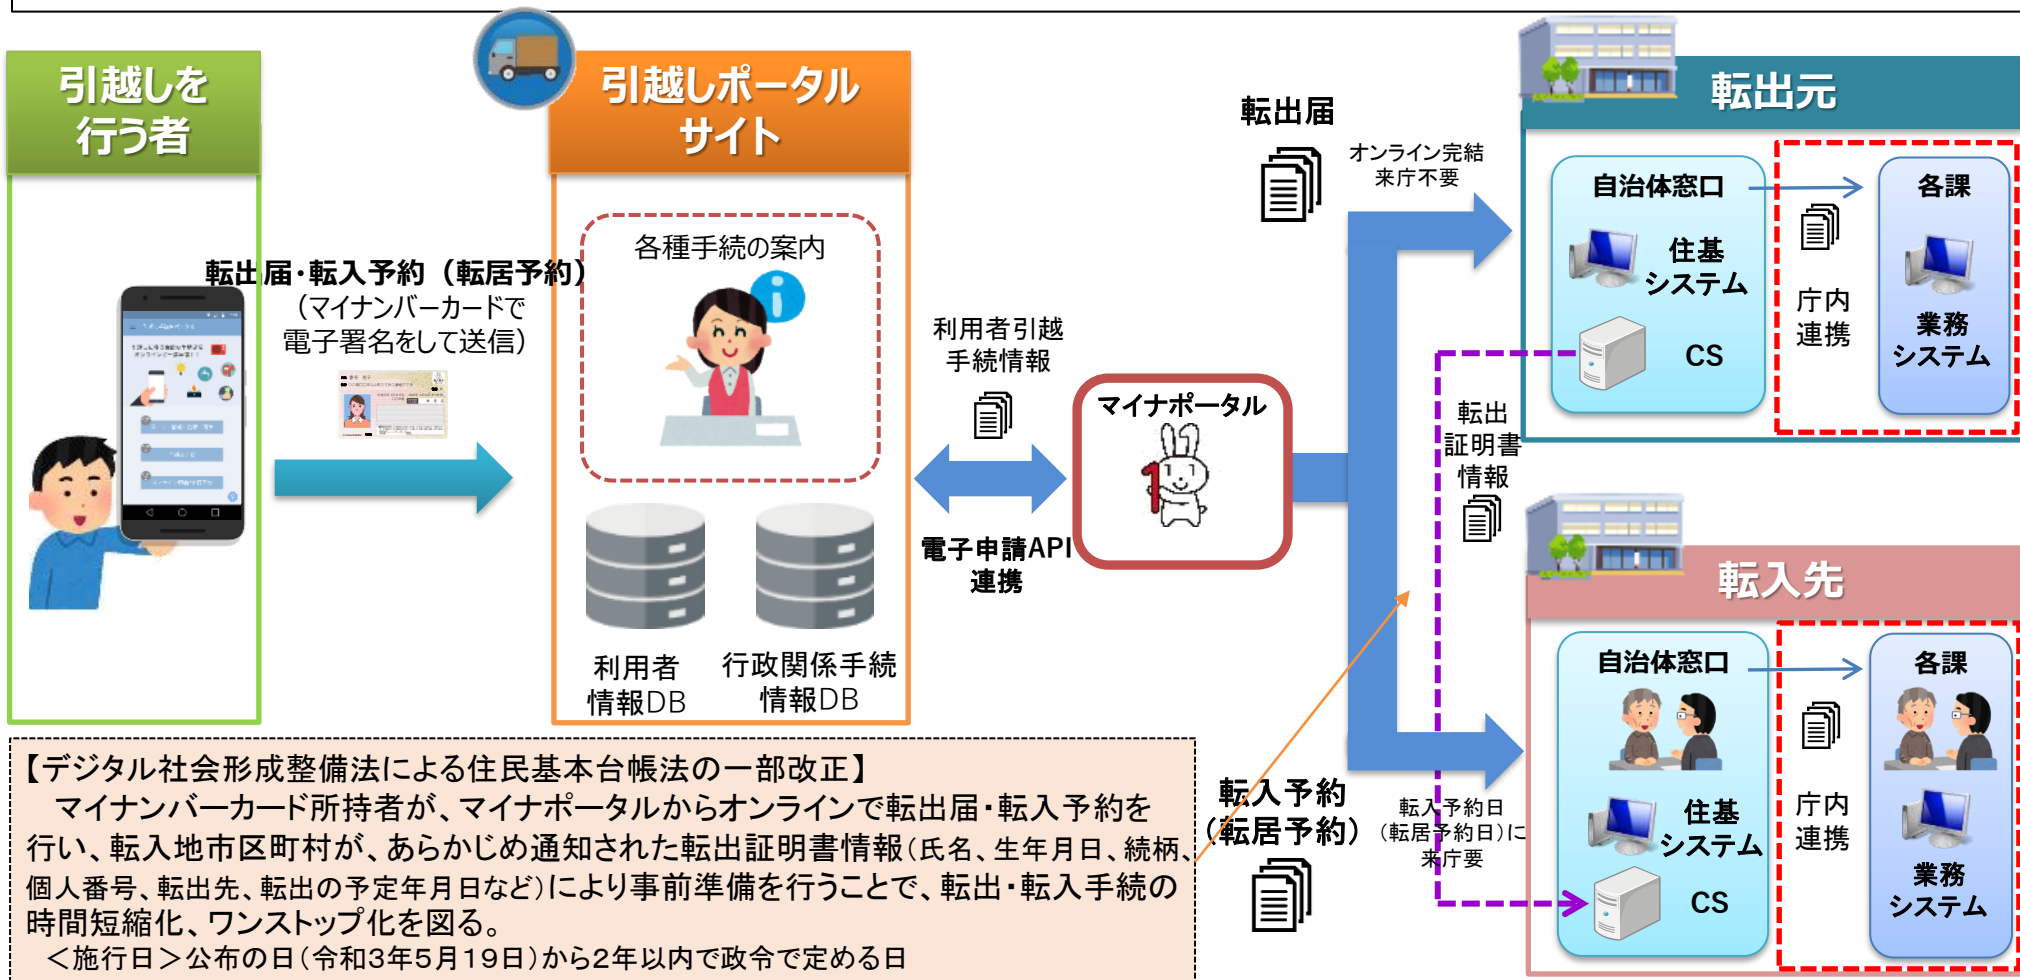 引越しを
行う者
引越しポータル
サイト
転出届・転入予約（転居予約）
（マイナンバーカードで
電子署名をして送信）
各種手続の案内
利用者
情報DB
行政関係手続
情報DB
利用者引越
手続情報
電子申請API
連携
マイナポータル
転出届
オンライン完結
来庁不要
転出元
自治体窓口
住基
システム
CS
庁内
連携
各課
業務
システム
転出
証明書
情報
転入先
自治体窓口
住基
システム
CS
庁内
連携
各課
業務
システム
転入予約
（転居予約）
転入予約日
（転居予約日）に
来庁要
【デジタル社会形成整備法による住民基本台帳法の一部改正】
マイナンバーカード所持者が、マイナポータルからオンラインで転出届・転入予約を
行い、転入地市区町村が、あらかじめ通知された転出証明書情報（氏名、生年月日、続柄、
個人番号、転出先、転出の予定年月日など）により事前準備を行うことで、転出・転入手続の
時間短縮化、ワンストップ化を図る。
＜施行日＞公布の日（令和3年5月19日）から2年以内で政令で定める日